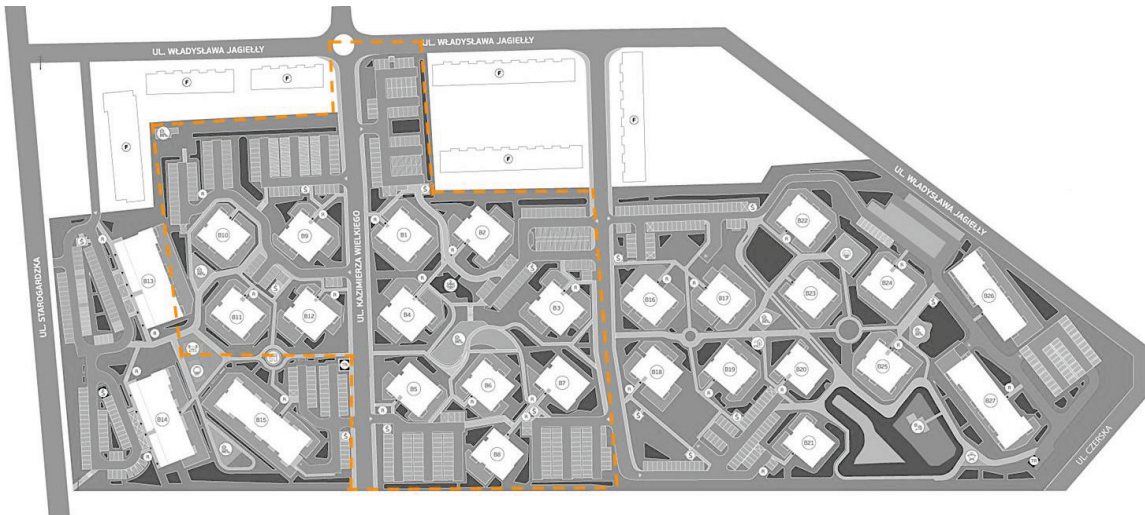 UL. WŁADYSŁAWA JAGIEŁŁY
UL. WŁADYSŁAWA JAGIEŁŁY
F
F
F
F
F
F
UL. WŁADYSŁAWA JAGIEŁŁY
UL. STAROGARDZKA
UL. KAZIMIERZA WIELKIEGO
UL. CZERSKA
B10
B9
B1
B2
B22
B13
B11
B12
B4
B3
B16
B17
B23
B24
B26
B14
B15
B5
B6
B7
B18
B19
B20
B25
B27
B8
B21